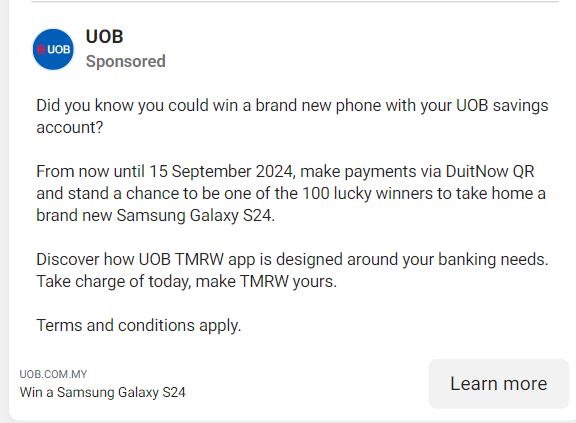 UOB
UOB
Sponsored
Did you know you could win a brand new phone with your UOB savings
account?
From now until 15 September 2024, make payments via DuitNow QR
and stand a chance to be one of the 100 lucky winners to take home a
brand new Samsung Galaxy S24.
Discover how UOB TMRW app is designed around your banking needs.
Take charge of today, make TMRW yours.
Terms and conditions apply.
UOB.COM.MY
Win a Samsung Galaxy S24
Learn more